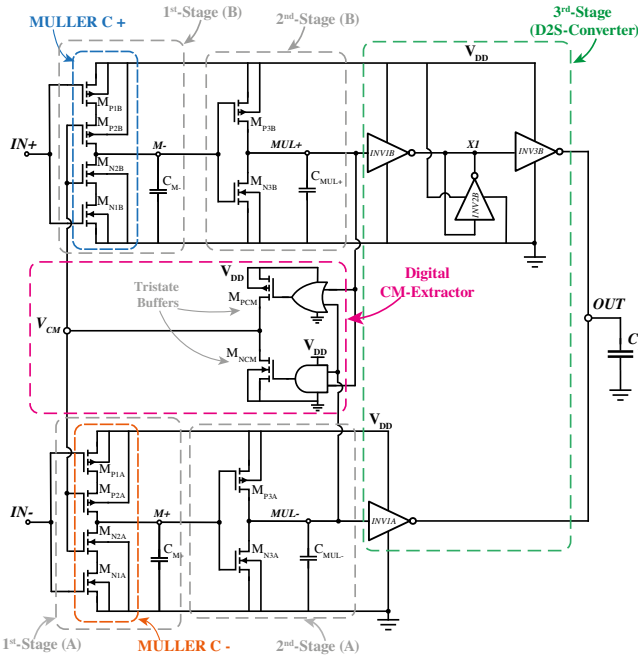 1st-Stage (B)
3rd-Stage
(D2S-Converter)
MULLER C +
2nd-Stage (B)
VDD
MP1B
MP2B
MP3B
IN+
M-
MUL+
INV1B
X1
INV3B
MN2B
CM-
MN3B
CMUL+
INV2B
MN1B
Tristate
Buffers
VDD
MPCM
Digital
CM-Extractor
VCM
OUT
MNCM
VDD
C
VDD
MP1A
MP2A
MP3A
IN-
M+
MUL-
INV1A
MN2A
CM+
MN3A
CMUL-
MN1A
1st-Stage (A)
MULLER C -
2nd-Stage (A)